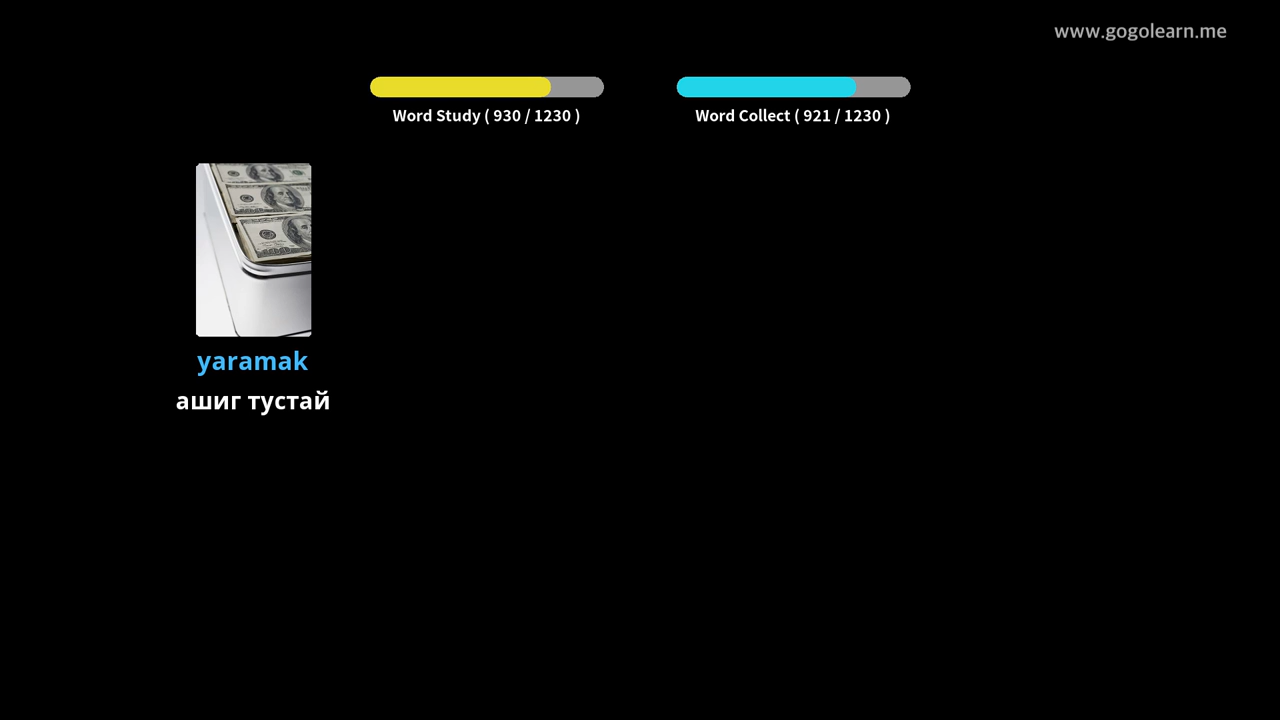 www.gogolearn.me
Word Study ( 930 / 1230 )
Word Collect ( 921 / 1230 )
yaramak
ашиг тустай